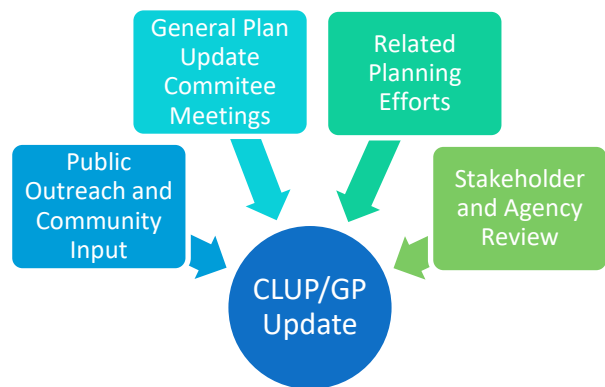 General Plan
Update
Commitee
Meetings
Related
Planning
Efforts
Public
Outreach and
Community
Input
Stakeholder
and Agency
Review
CLUP/GP
Update